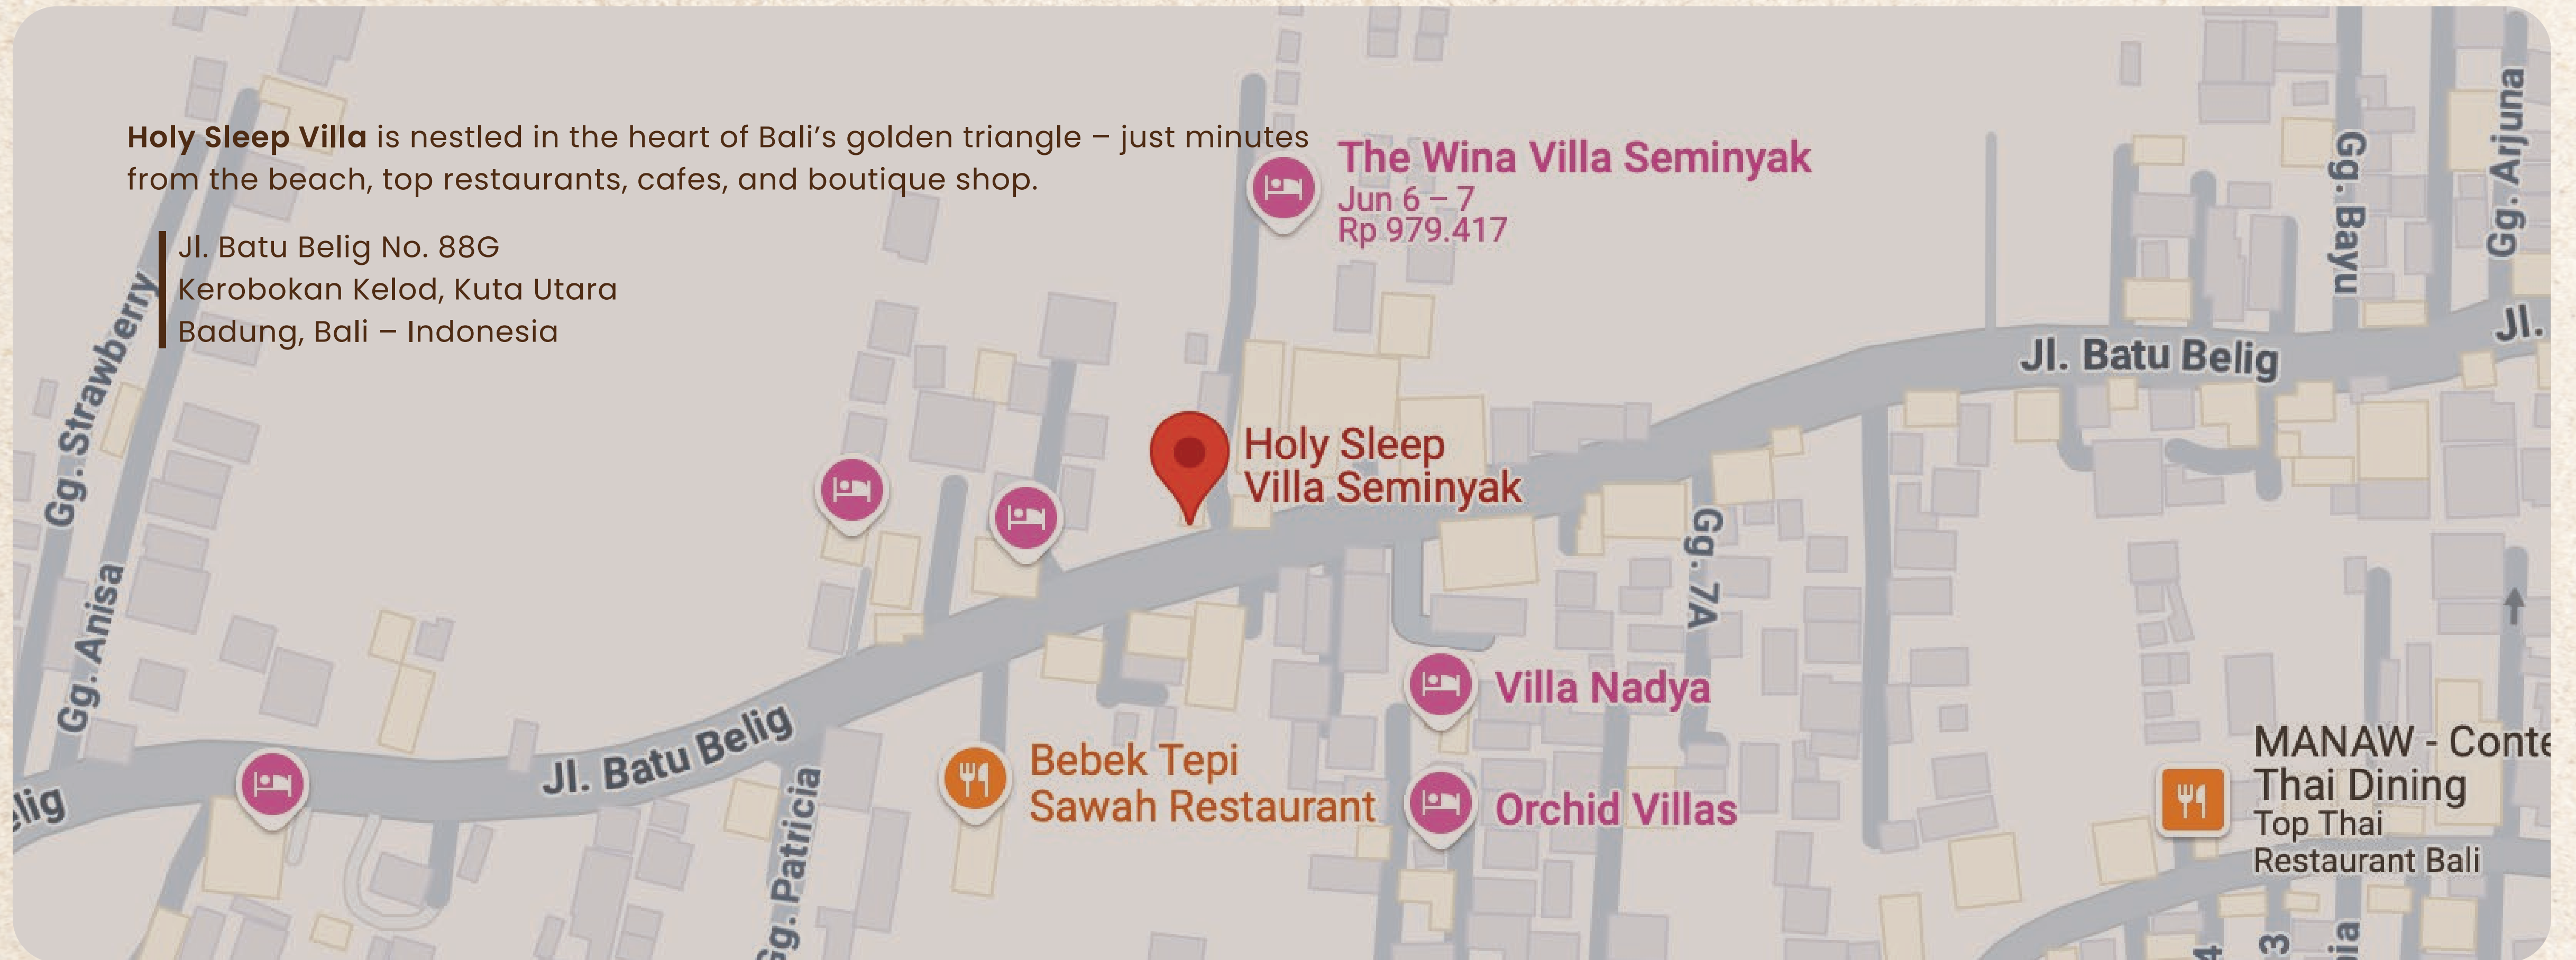 Holy Sleep Villa is nestled in the heart of Bali’s golden triangle – just minutes
from the beach, top restaurants, cafes, and boutique shop.
Jl. Batu Belig No. 88G
Kerobokan Kelod, Kuta Utara
Badung, Bali – Indonesia
The Wina Villa Seminyak
Jun 6 – 7
Rp 979.417
Gg. Bayu
Gg. Arjuna
Gg. Strawberry
Jl. Batu Belig
Jl.
Holy Sleep
Villa Seminyak
Gg. 7A
Gg. Anisa
Villa Nadya
Jl. Batu Belig
Bebek Tepi
Sawah Restaurant
Orchid Villas
Gg. Patricia
MANAW - Conte
Thai Dining
Top Thai
Restaurant Bali
elig
4
3